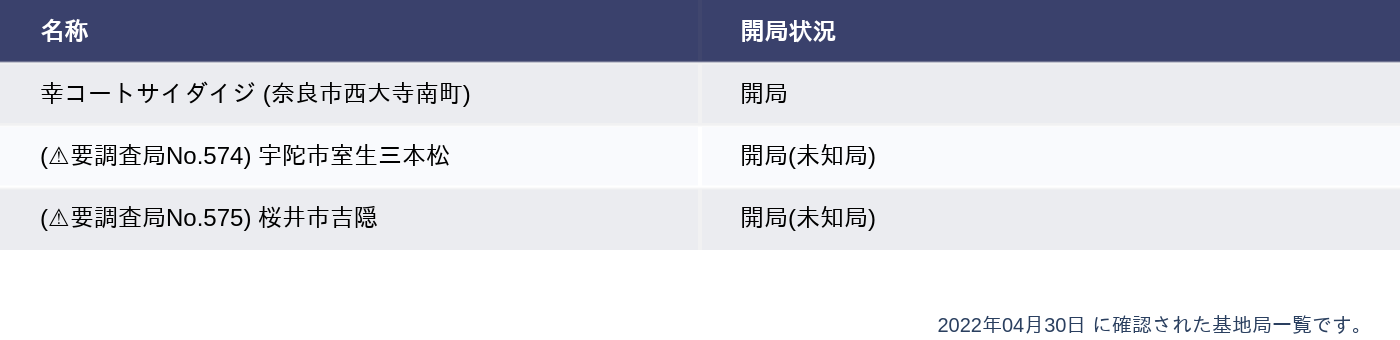 名称 開局状況
幸コートサイダイジ (奈良市西大寺南町) 開局
(⚠要調査局No.574) 宇陀市室生三本松 開局(未知局)
(⚠要調査局No.575) 桜井市吉隠 開局(未知局)
2022年04月30日 に確認された基地局一覧です。